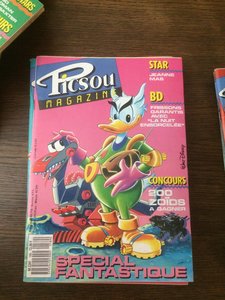 Picsou
MAGAZINE
STAR
JEANNE
MAS
BD
FRISSONS
GARANTIS
AVEC
"LA NUIT
ENSORCELÉE"
CONCOURS
200
ZOIDS
A GAGNER
SPECIAL
FANTASTIQUE